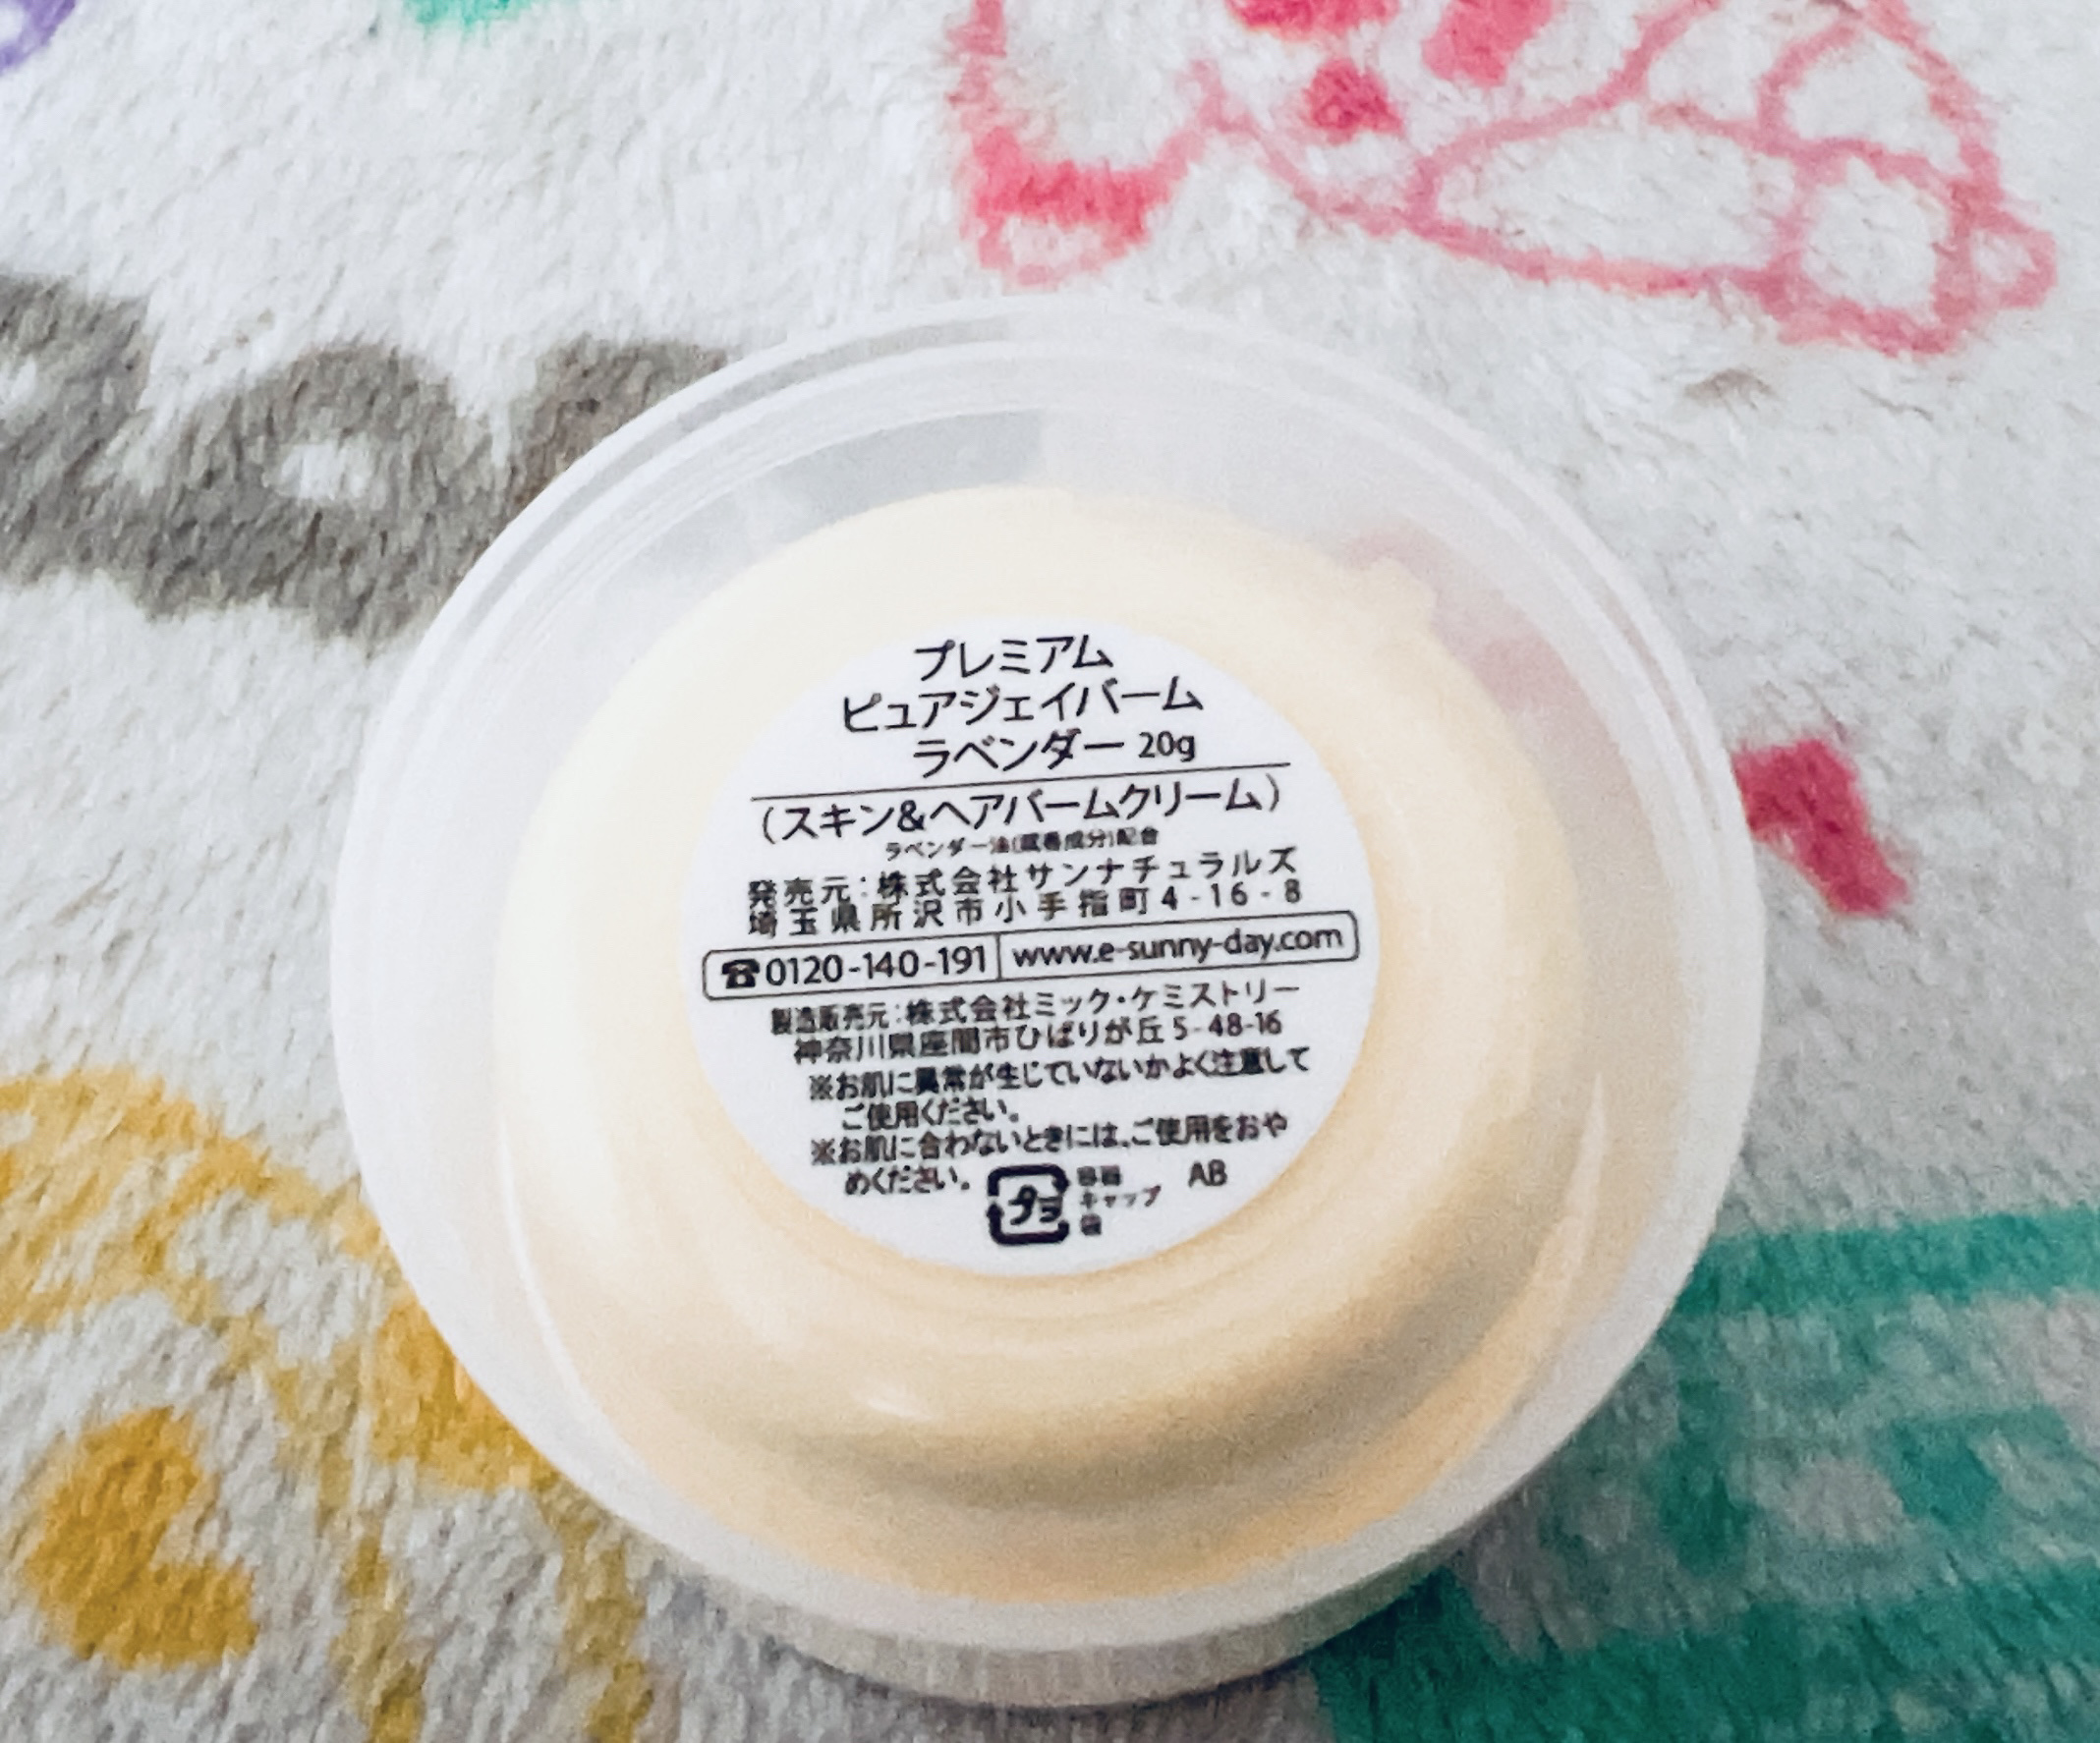 プレミアム
ピュアジェイバーム
ラベンダー 20g
（スキン&ヘアバームクリーム）
ラベンダー油(賦香成分)配合
発売元：株式会社サンナチュラルズ
埼玉県所沢市小手指町4-16-8
☎0120-140-191 www.e-sunny-day.com
製造販売元：株式会社ミック・ケミストリー
神奈川県座間市ひばりが丘5-48-16
※お肌に異常が生じていないかよく注意して
ご使用ください。
※お肌に合わないときには、ご使用をおや
めください。
プラ
容器
キャップ
袋
AB